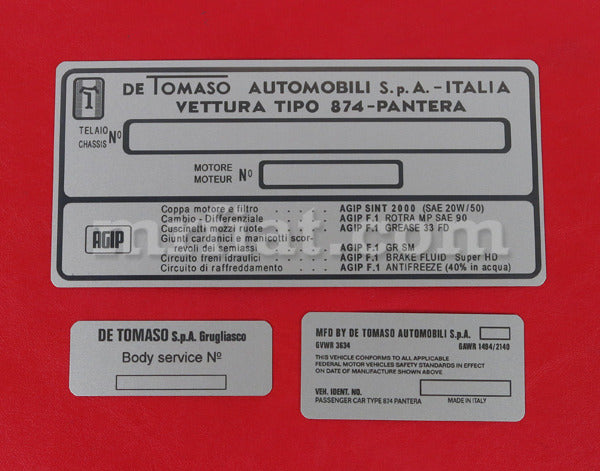 DE TOMASO AUTOMOBILI S.p.A.-ITALIA
VETTURA TIPO 874-PANTERA
TELAIO
CHASSIS Nº
MOTORE
MOTEUR Nº
AGIP
Coppa motore e filtro . . . . . AGIP SINT 2000 (SAE 20W/50)
Cambio - Differenziale . . . . . AGIP F.1 ROTRA MP SAE 90
Cuscinetti mozzi ruote . . . . . AGIP F.1 GREASE 33 FD
Giunti cardanici e manicotti scor-
revoli dei semiassi . . . . . AGIP F.1 GR SM
Circuito freni idraulici . . . . . AGIP F.1 BRAKE FLUID Super HD
Circuito di raffreddamento . . . . . AGIP F.1 ANTIFREEZE (40% in acqua)
DE TOMASO S.p.A. Grugliasco
Body service Nº
MFD BY DE TOMASO AUTOMOBILI S.p.A.
GVWR 3634 GAWR 1494/2140
THIS VEHICLE CONFORMS TO ALL APPLICABLE
FEDERAL MOTOR VEHICLES SAFETY STANDARDS IN EFFECT
ON DATE OF MANUFACTURE SHOWN ABOVE
VEH. IDENT. NO.
PASSENGER CAR TYPE 874 PANTERA MADE IN ITALY